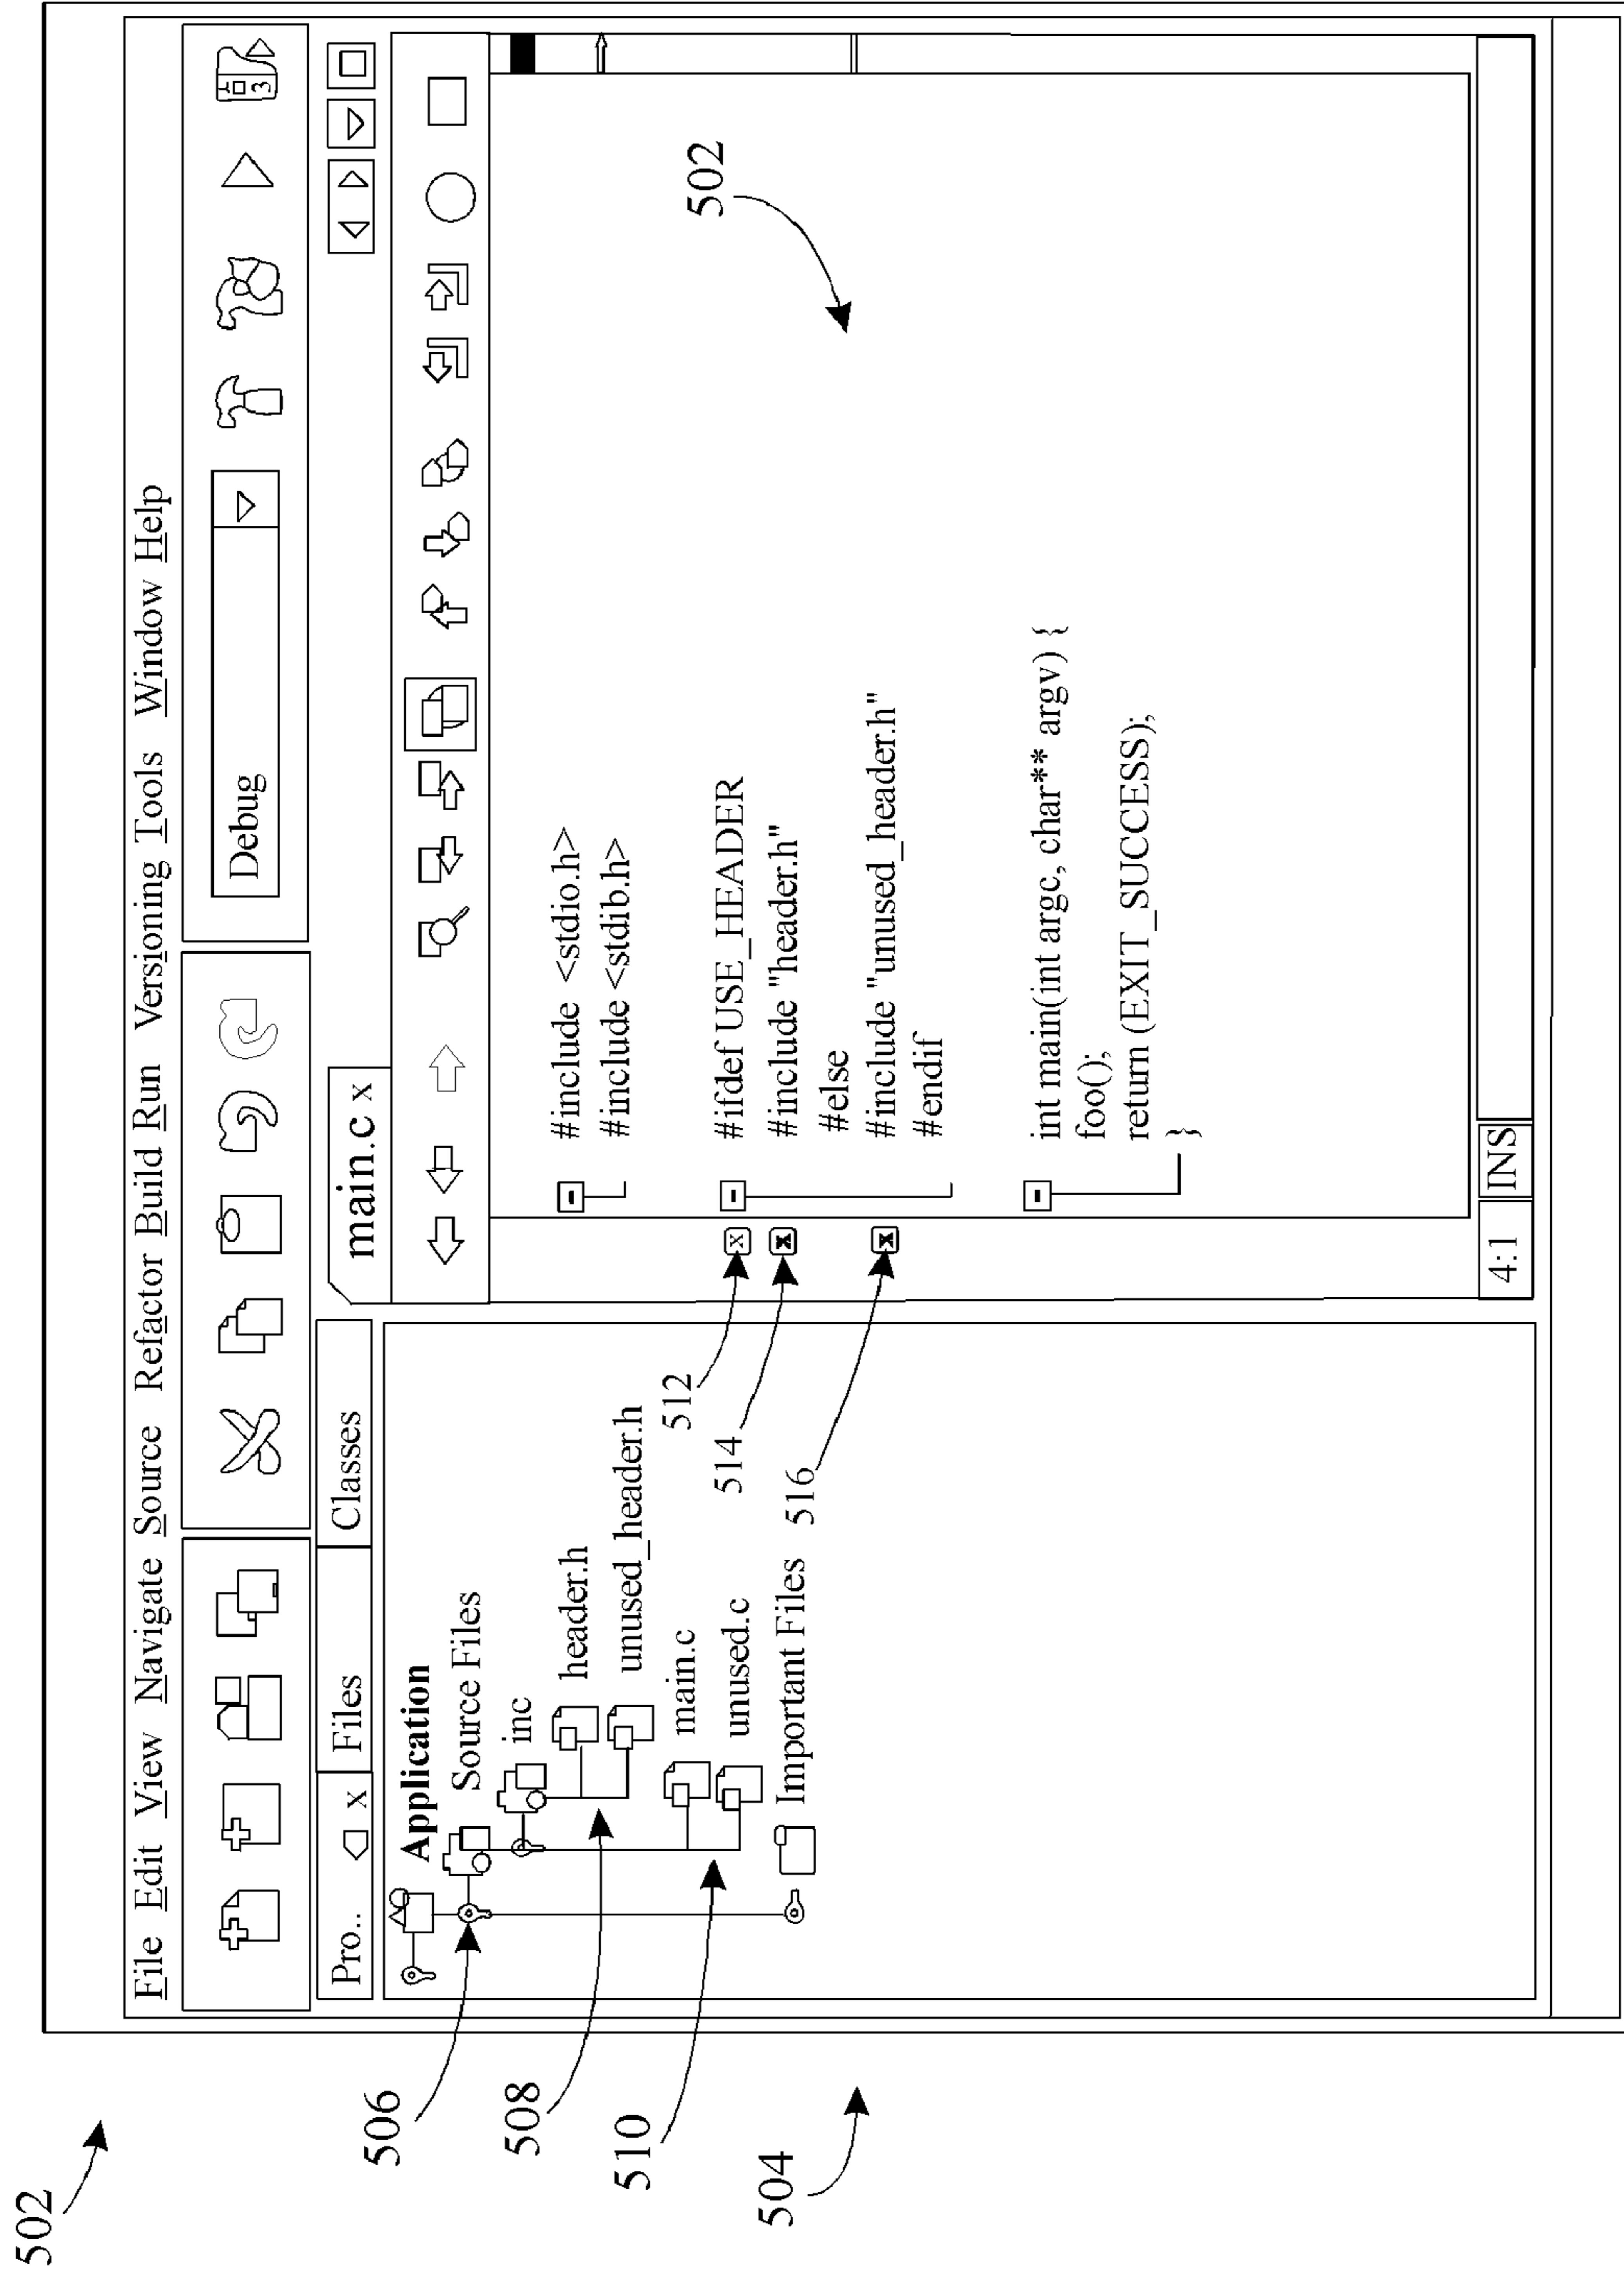 502
File Edit View Navigate Source Refactor Build Run Versioning Tools Window Help
Debug
3
Pro.. x Files Classes
main.c x
Application
Source Files
inc
header.h
unused_header.h
main.c
unused.c
Important Files
506
508
510
504
512
514
516
x
x
x
#include <stdio.h>
#include <stdib.h>
#ifdef USE_HEADER
#include "header.h"
#else
#include "unused_header.h"
#endif
int main(int argc, char** argv) {
foo();
return (EXIT_SUCCESS);
}
502
4:1 INS